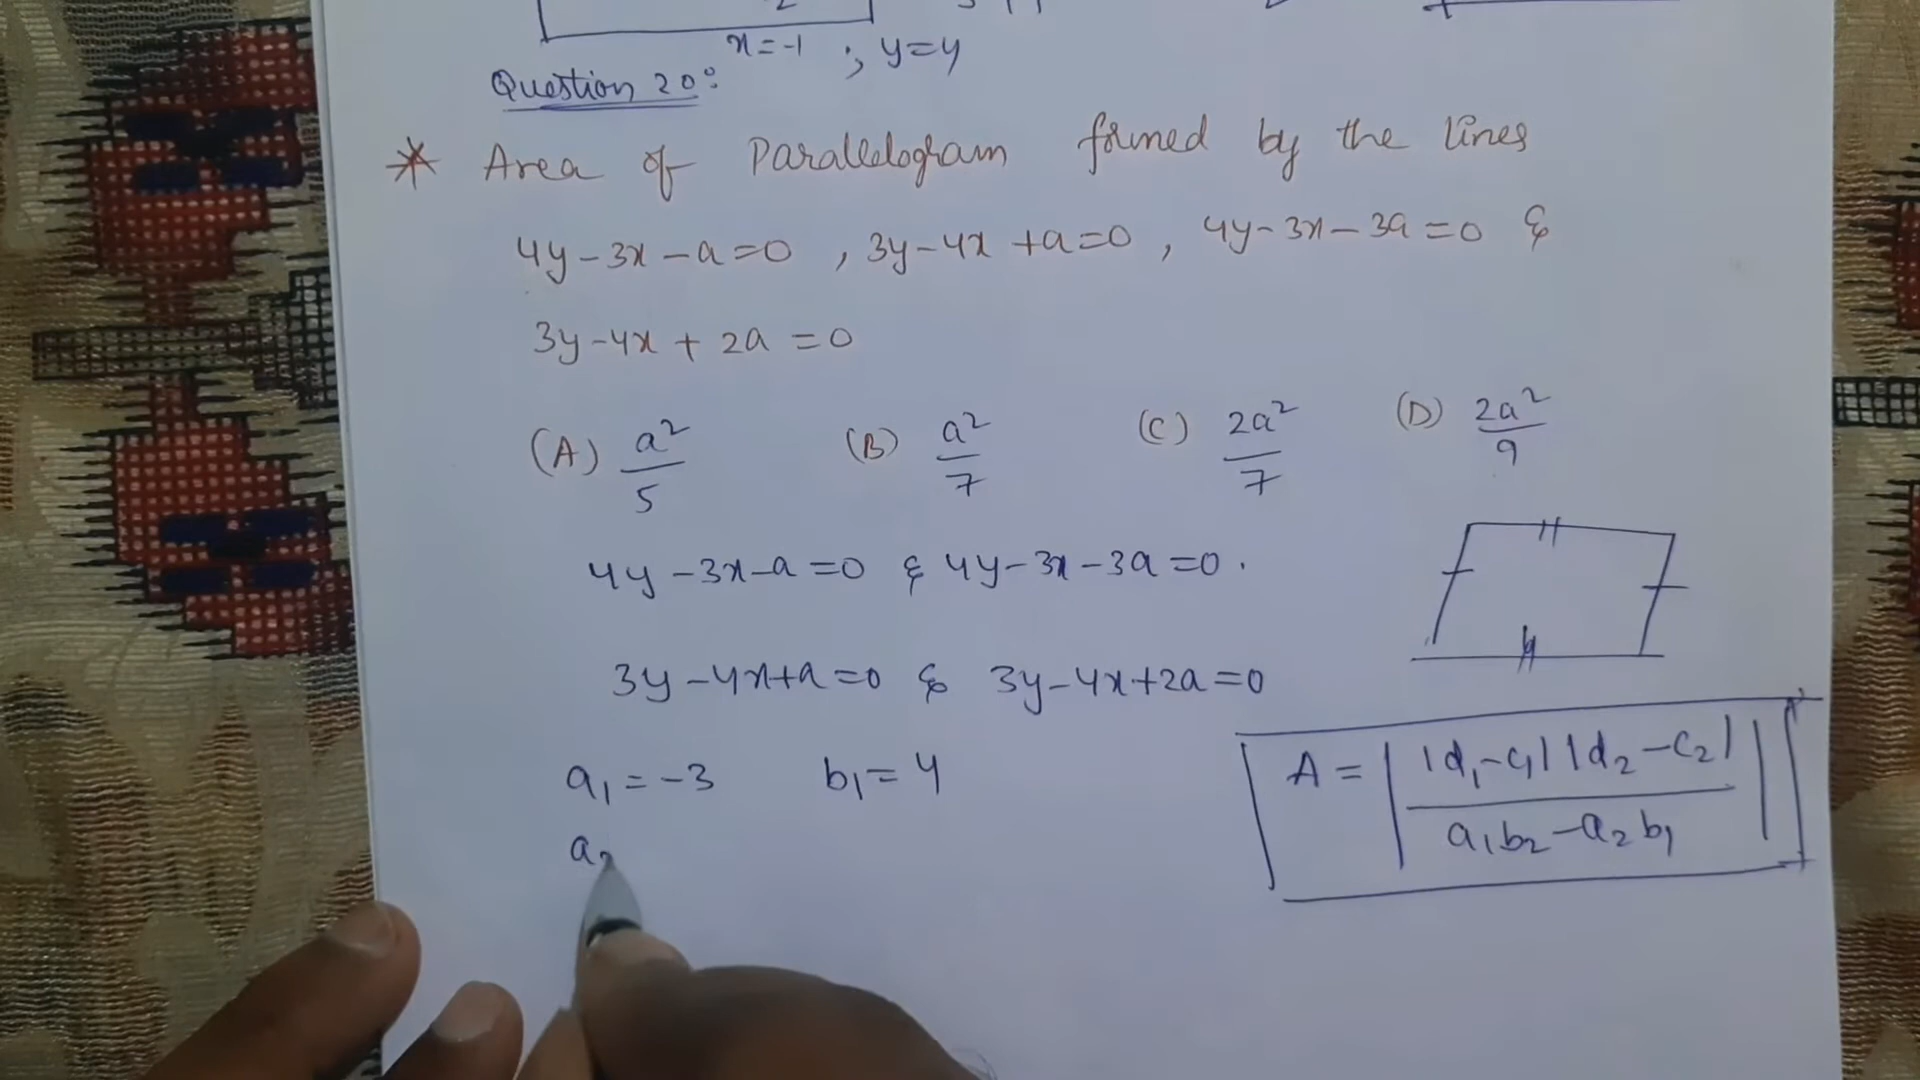 x=-1 ; y=4
Question 20:
* Area of Parallelogram formed by the lines
4y-3x-a=0 , 3y-4x+a=0 , 4y-3x-3a=0 &
3y-4x+2a=0
(A) a²/5 (B) a²/7 (C) 2a²/7 (D) 2a²/9
4y-3x-a=0 & 4y-3x-3a=0.
3y-4x+a=0 & 3y-4x+2a=0
a₁=-3 b₁=4
A=| |d₁-c₁||d₂-c₂| / a₁b₂-a₂b₁ |
a₂